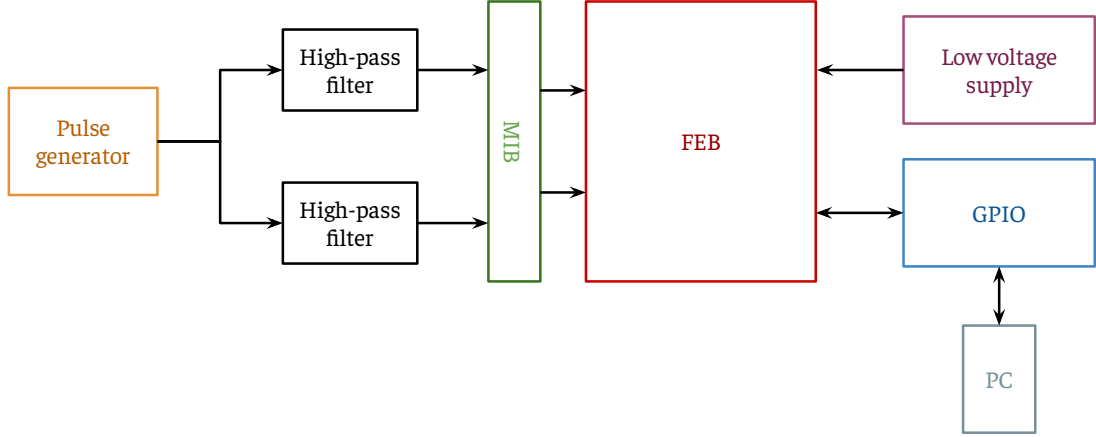 Pulse
generator
High-pass
filter
High-pass
filter
MIB
FEB
Low voltage
supply
GPIO
PC